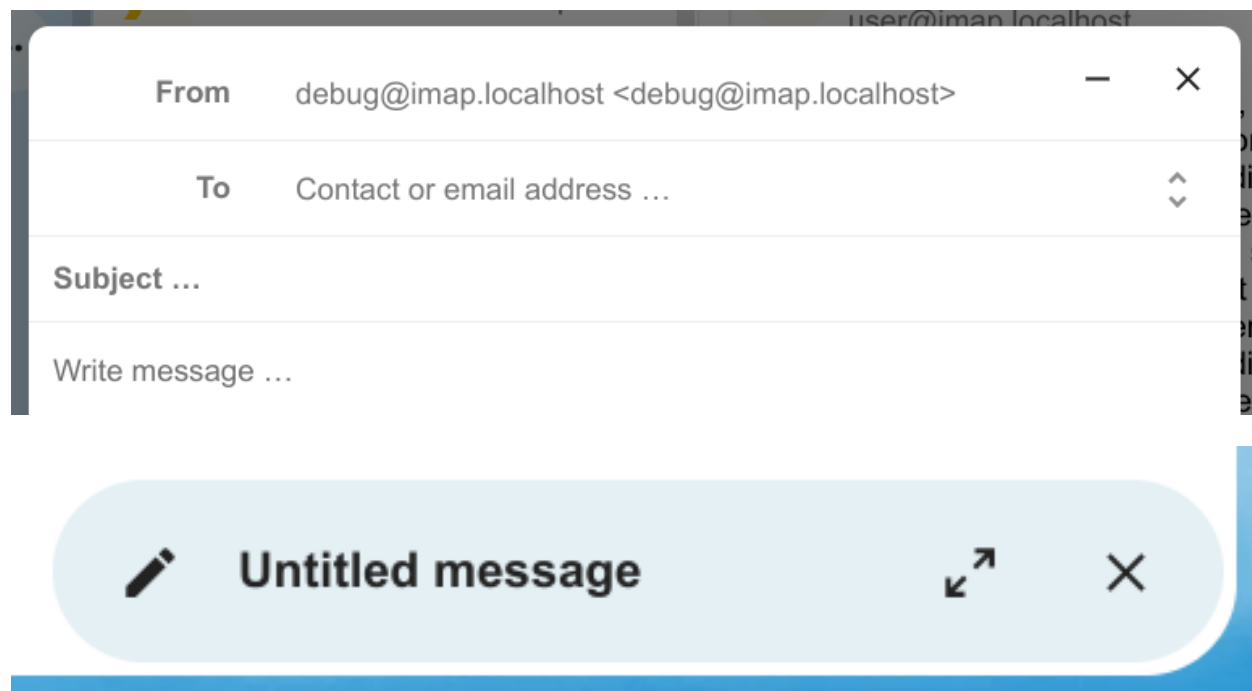 user@imap.localhost
From debug@imap.localhost <debug@imap.localhost>
To Contact or email address …
Subject …
Write message …
Untitled message